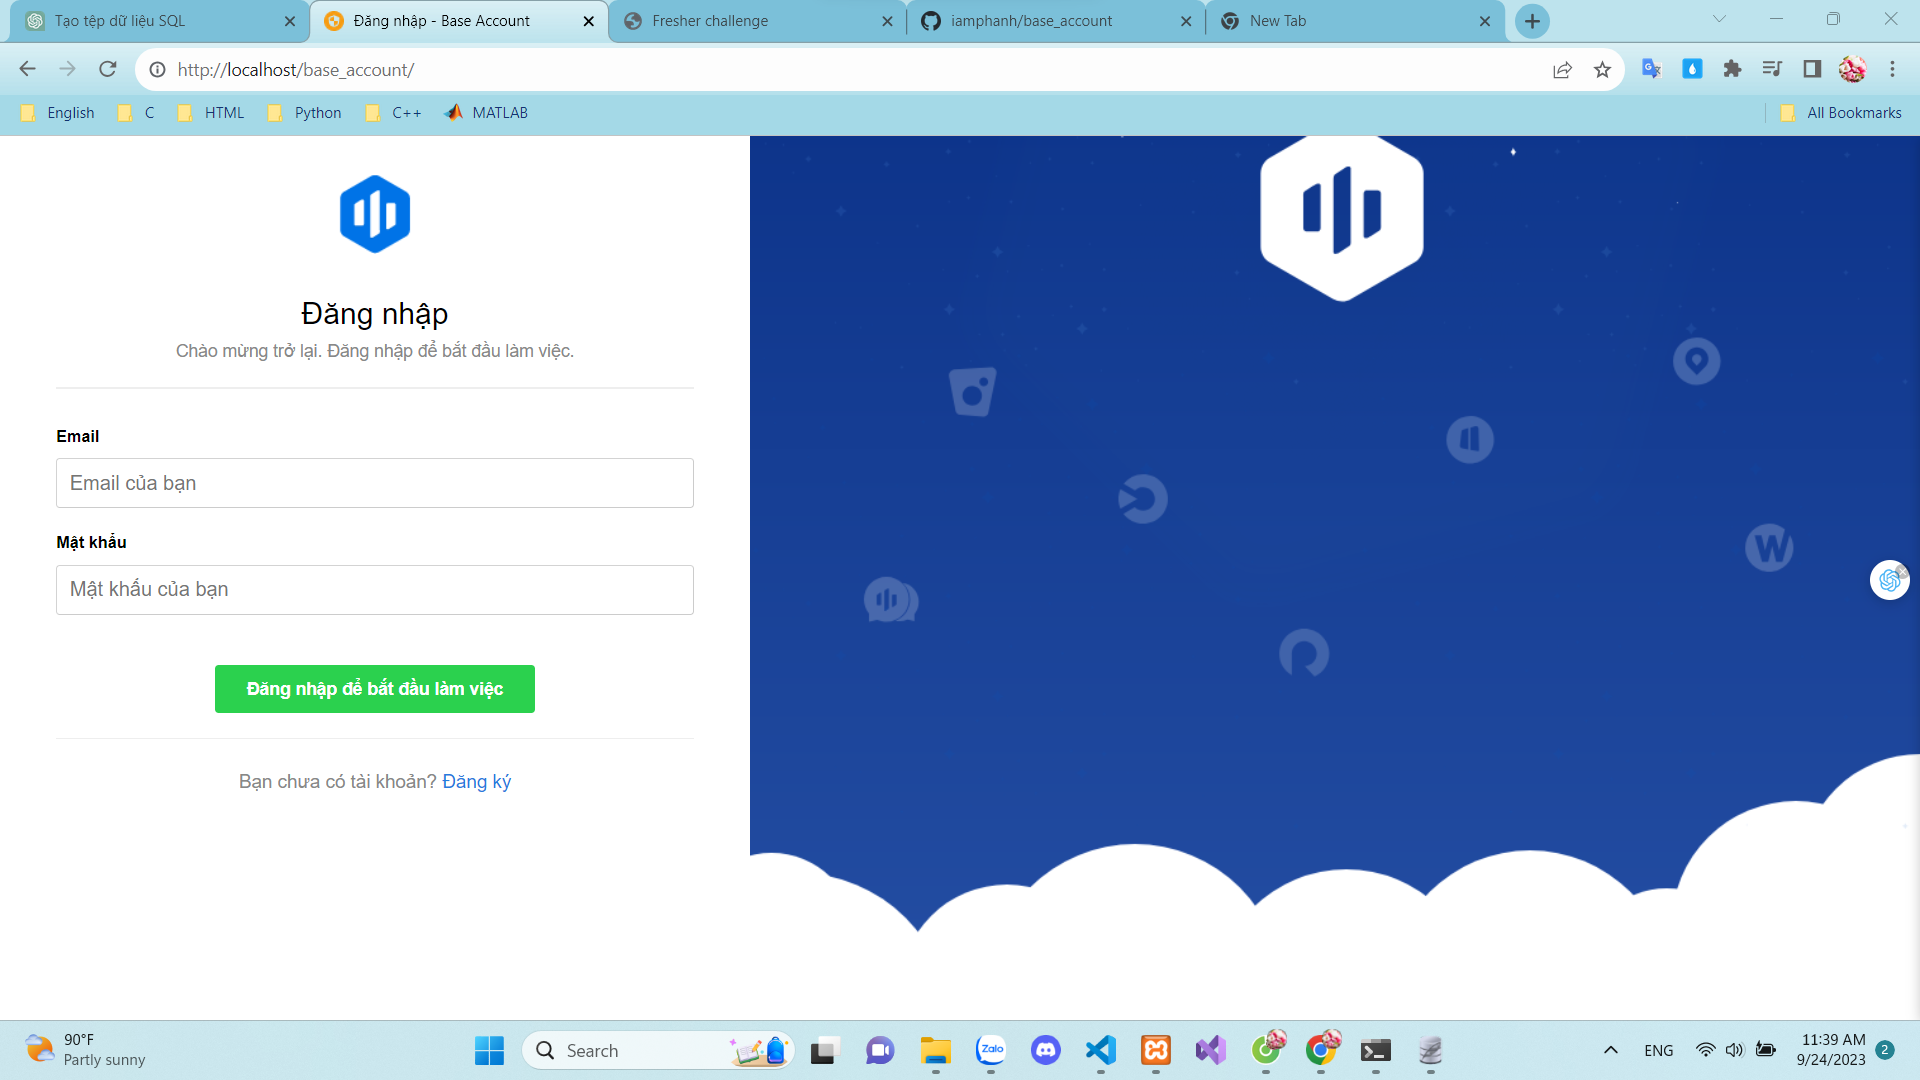 Tạo tệp dữ liệu SQL
Đăng nhập - Base Account
Fresher challenge
iamphanh/base_account
New Tab
http://localhost/base_account/
English
C
HTML
Python
C++
MATLAB
All Bookmarks
Đăng nhập
Chào mừng trở lại. Đăng nhập để bắt đầu làm việc.
Email
Email của bạn
Mật khẩu
Mật khẩu của bạn
Đăng nhập để bắt đầu làm việc
Bạn chưa có tài khoản? Đăng ký
W
90°F
Partly sunny
Search
Zalo
ENG
11:39 AM
9/24/2023
2